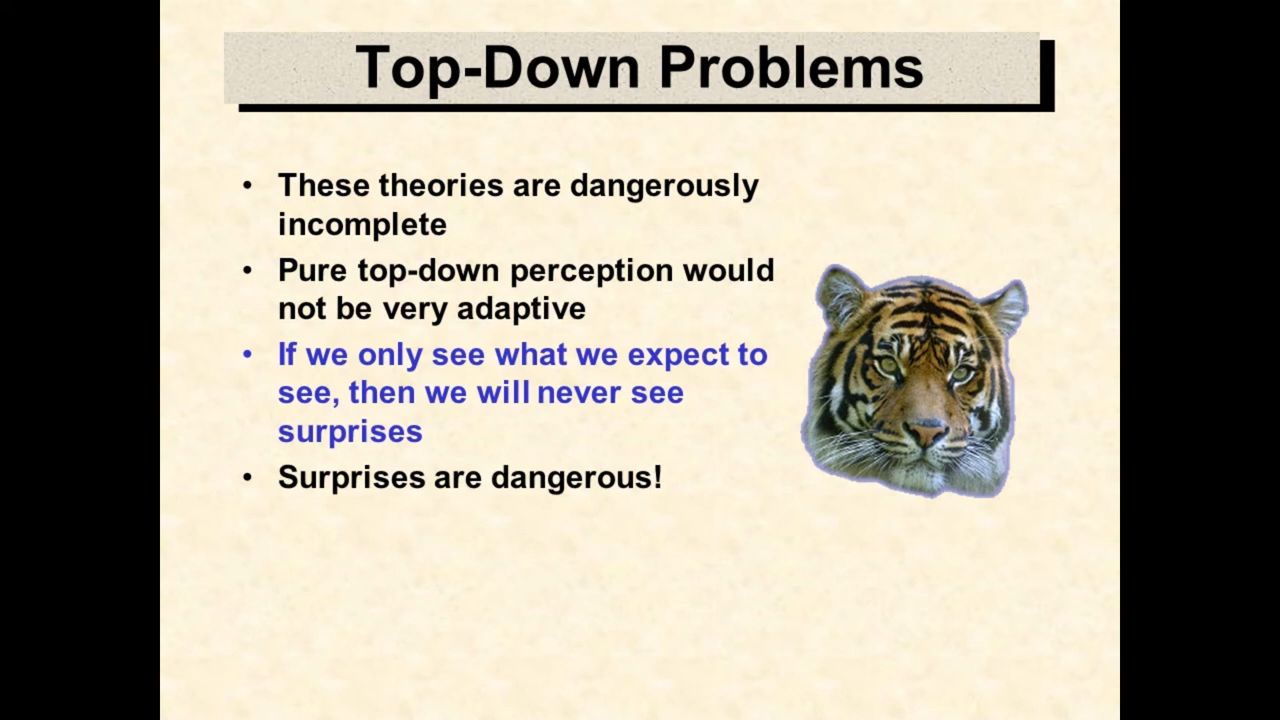 Top-Down Problems
• These theories are dangerously
incomplete
• Pure top-down perception would
not be very adaptive
• If we only see what we expect to
see, then we will never see
surprises
• Surprises are dangerous!